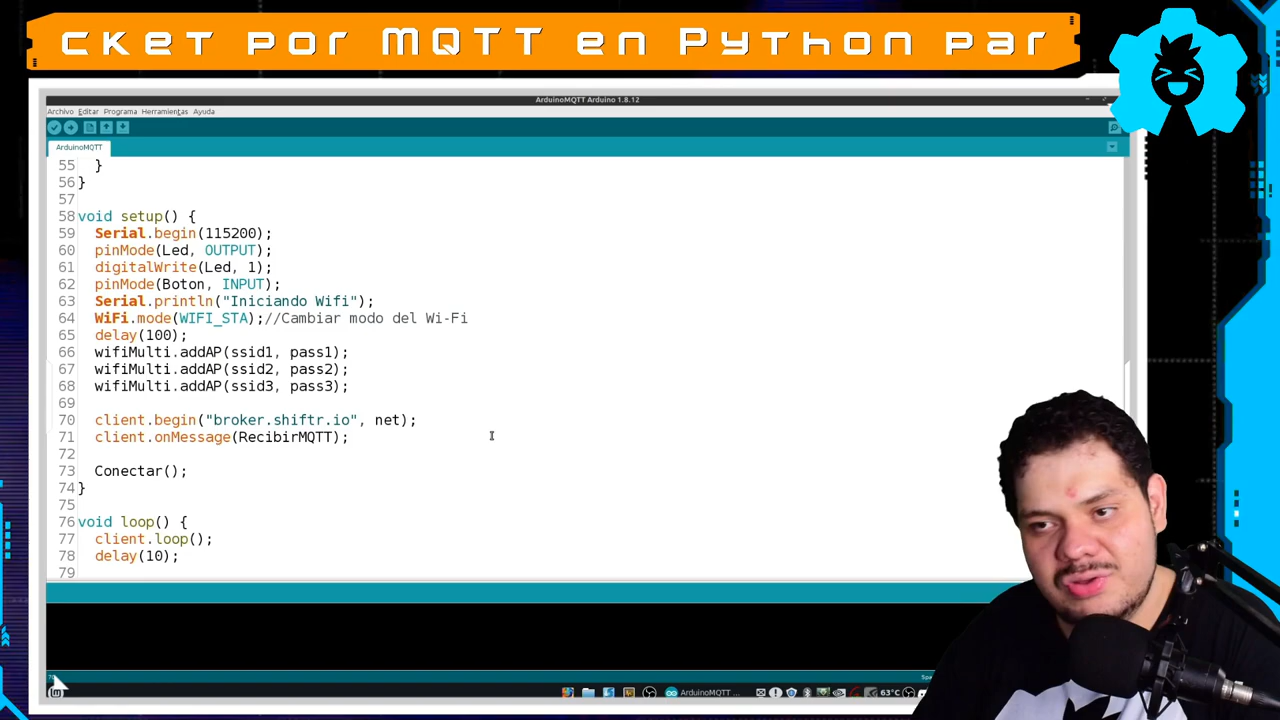 cket por MQTT en Python par
ArduinoMQTT Arduino 1.8.12
Archivo Editar Programa Herramientas Ayuda
ArduinoMQTT
55 }
56 }
57
58 void setup() {
59 Serial.begin(115200);
60 pinMode(Led, OUTPUT);
61 digitalWrite(Led, 1);
62 pinMode(Boton, INPUT);
63 Serial.println("Iniciando Wifi");
64 WiFi.mode(WIFI_STA);//Cambiar modo del Wi-Fi
65 delay(100);
66 wifiMulti.addAP(ssid1, pass1);
67 wifiMulti.addAP(ssid2, pass2);
68 wifiMulti.addAP(ssid3, pass3);
69
70 client.begin("broker.shiftr.io", net);
71 client.onMessage(RecibirMQTT);
72
73 Conectar();
74 }
75
76 void loop() {
77 client.loop();
78 delay(10);
79
ArduinoMQTT ...
63°C